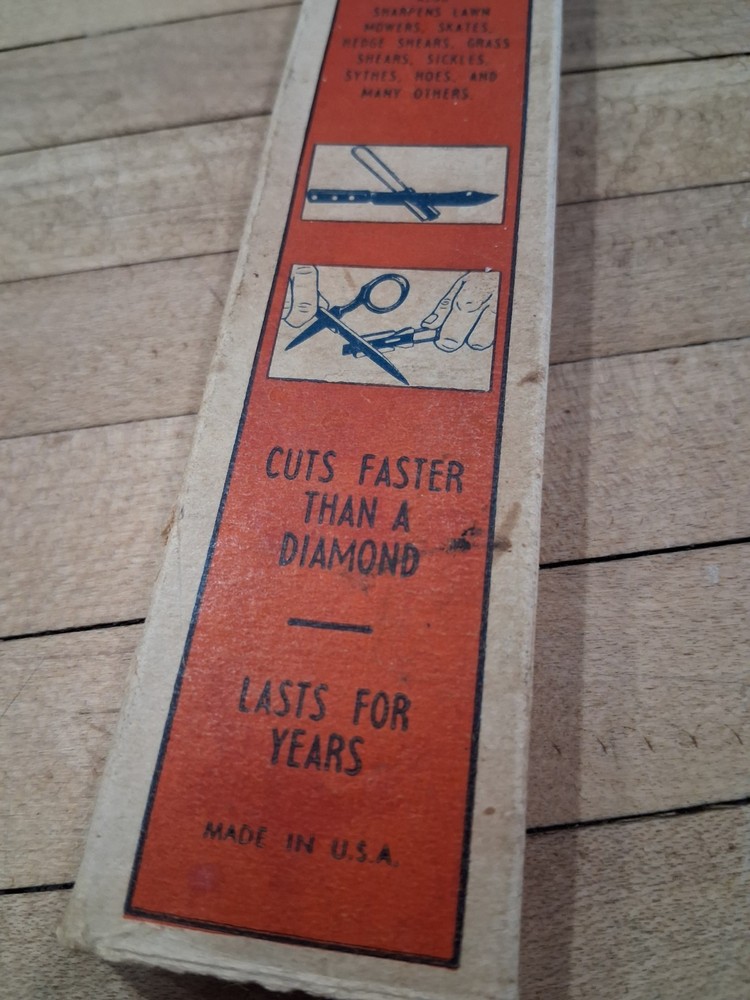 SHARPENS LAWN
MOWERS, SKATES,
HEDGE SHEARS, GRASS
SHEARS, SICKLES,
SYTHES, HOES, AND
MANY OTHERS.
CUTS FASTER
THAN A
DIAMOND
LASTS FOR
YEARS
MADE IN U.S.A.